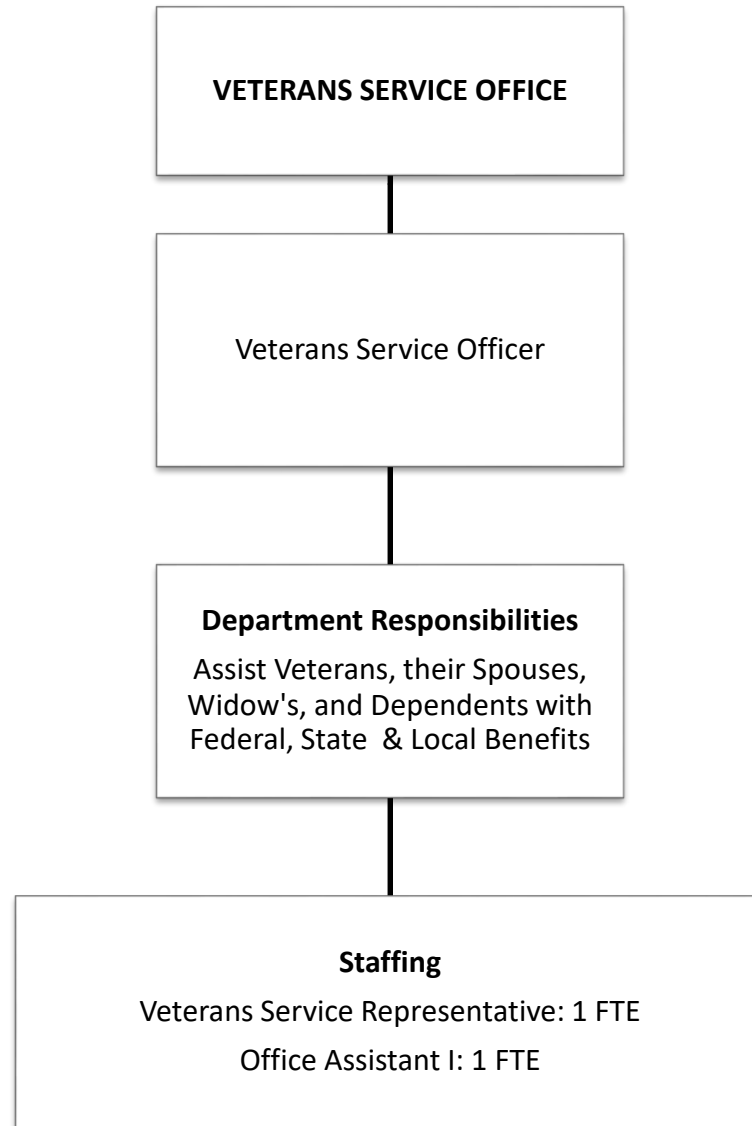 VETERANS SERVICE OFFICE
Veterans Service Officer
Department Responsibilities
Assist Veterans, their Spouses,
Widow's, and Dependents with
Federal, State  & Local Benefits
Staffing
Veterans Service Representative: 1 FTE
Office Assistant I: 1 FTE